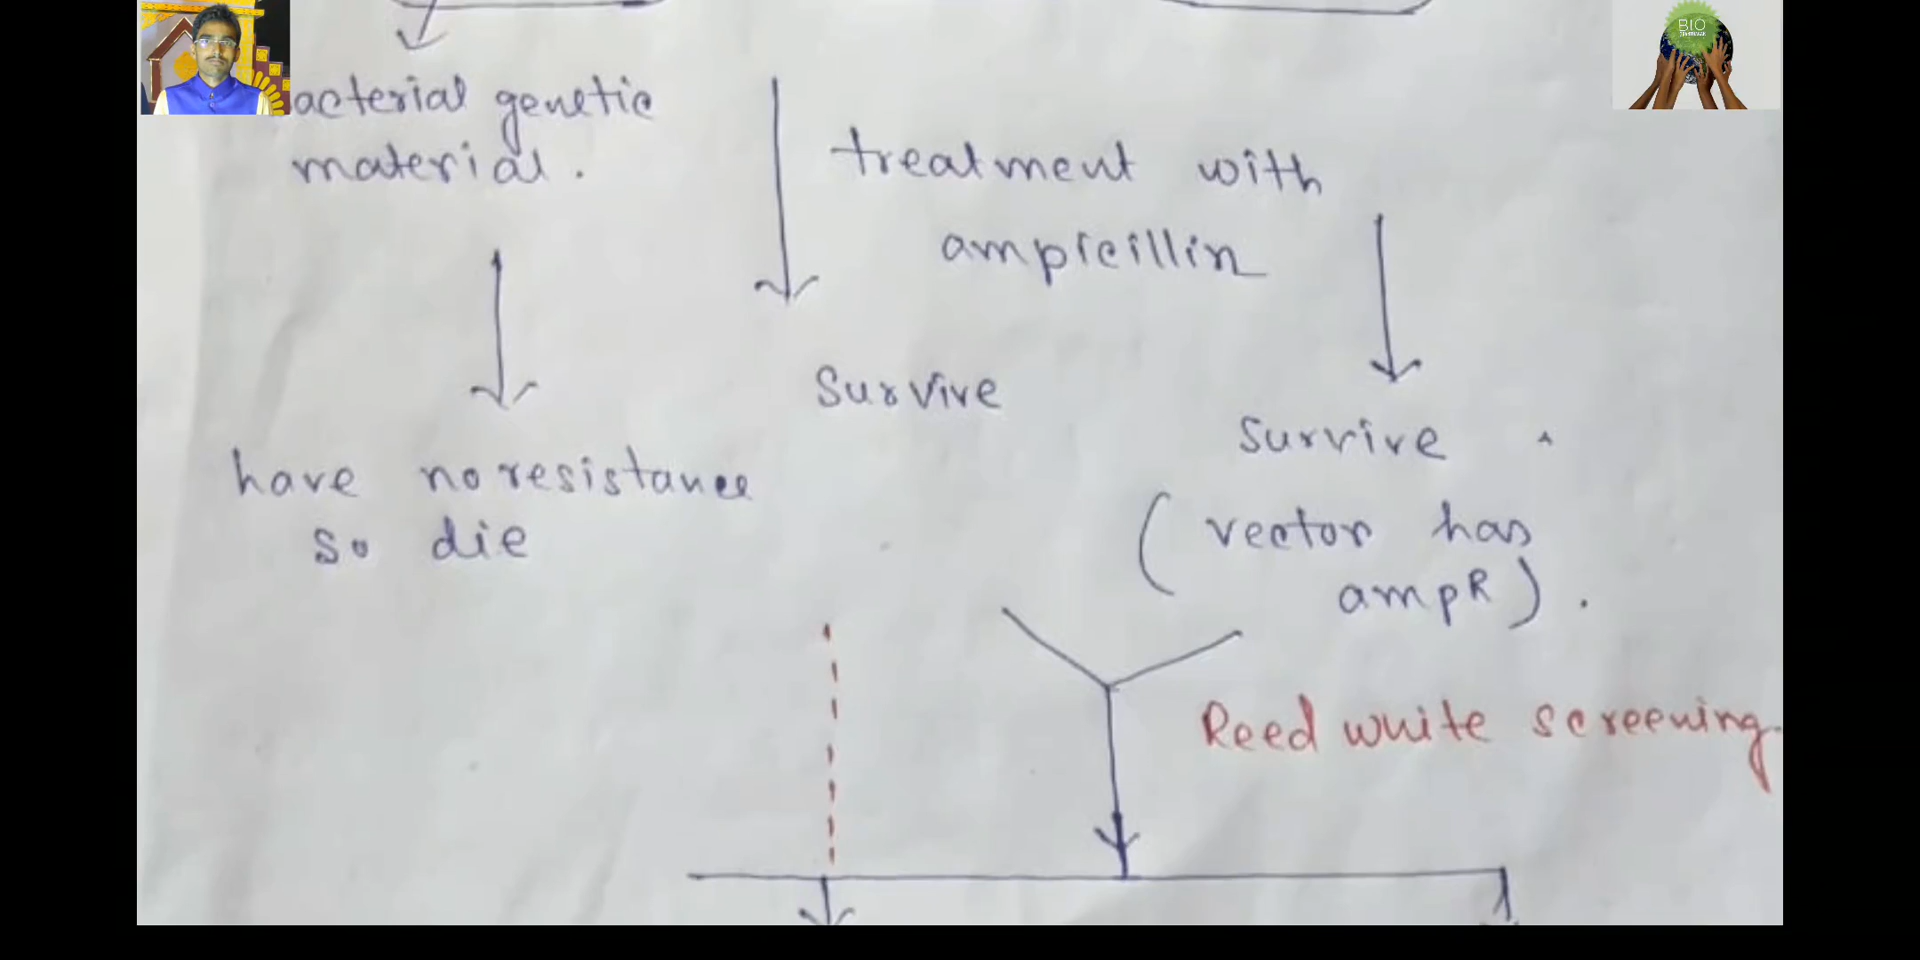 BIO
acterial genetic
material.
treatment with
ampicillin
Survive
survive
have no resistance
so die
(vector has
ampR).
Reed white screening.